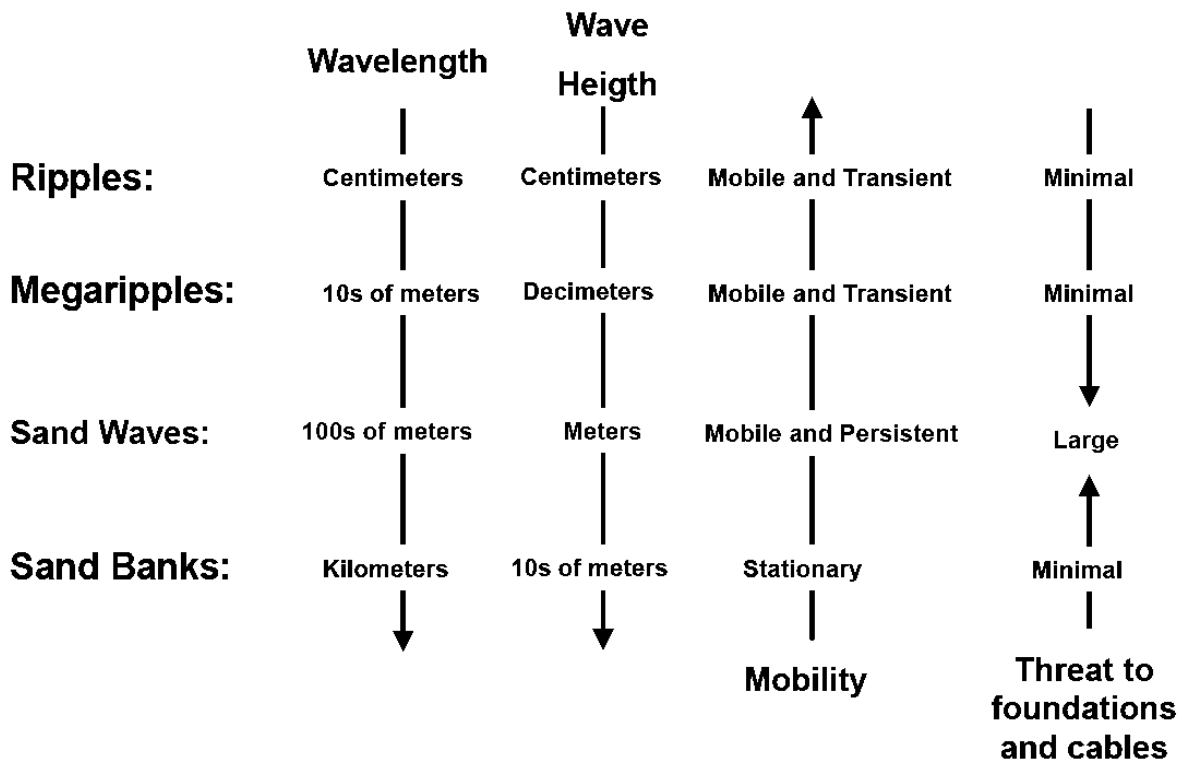 Wavelength
Wave
Heigth
Ripples: Centimeters Centimeters Mobile and Transient Minimal
Megaripples: 10s of meters Decimeters Mobile and Transient Minimal
Sand Waves: 100s of meters Meters Mobile and Persistent Large
Sand Banks: Kilometers 10s of meters Stationary Minimal
Mobility
Threat to
foundations
and cables